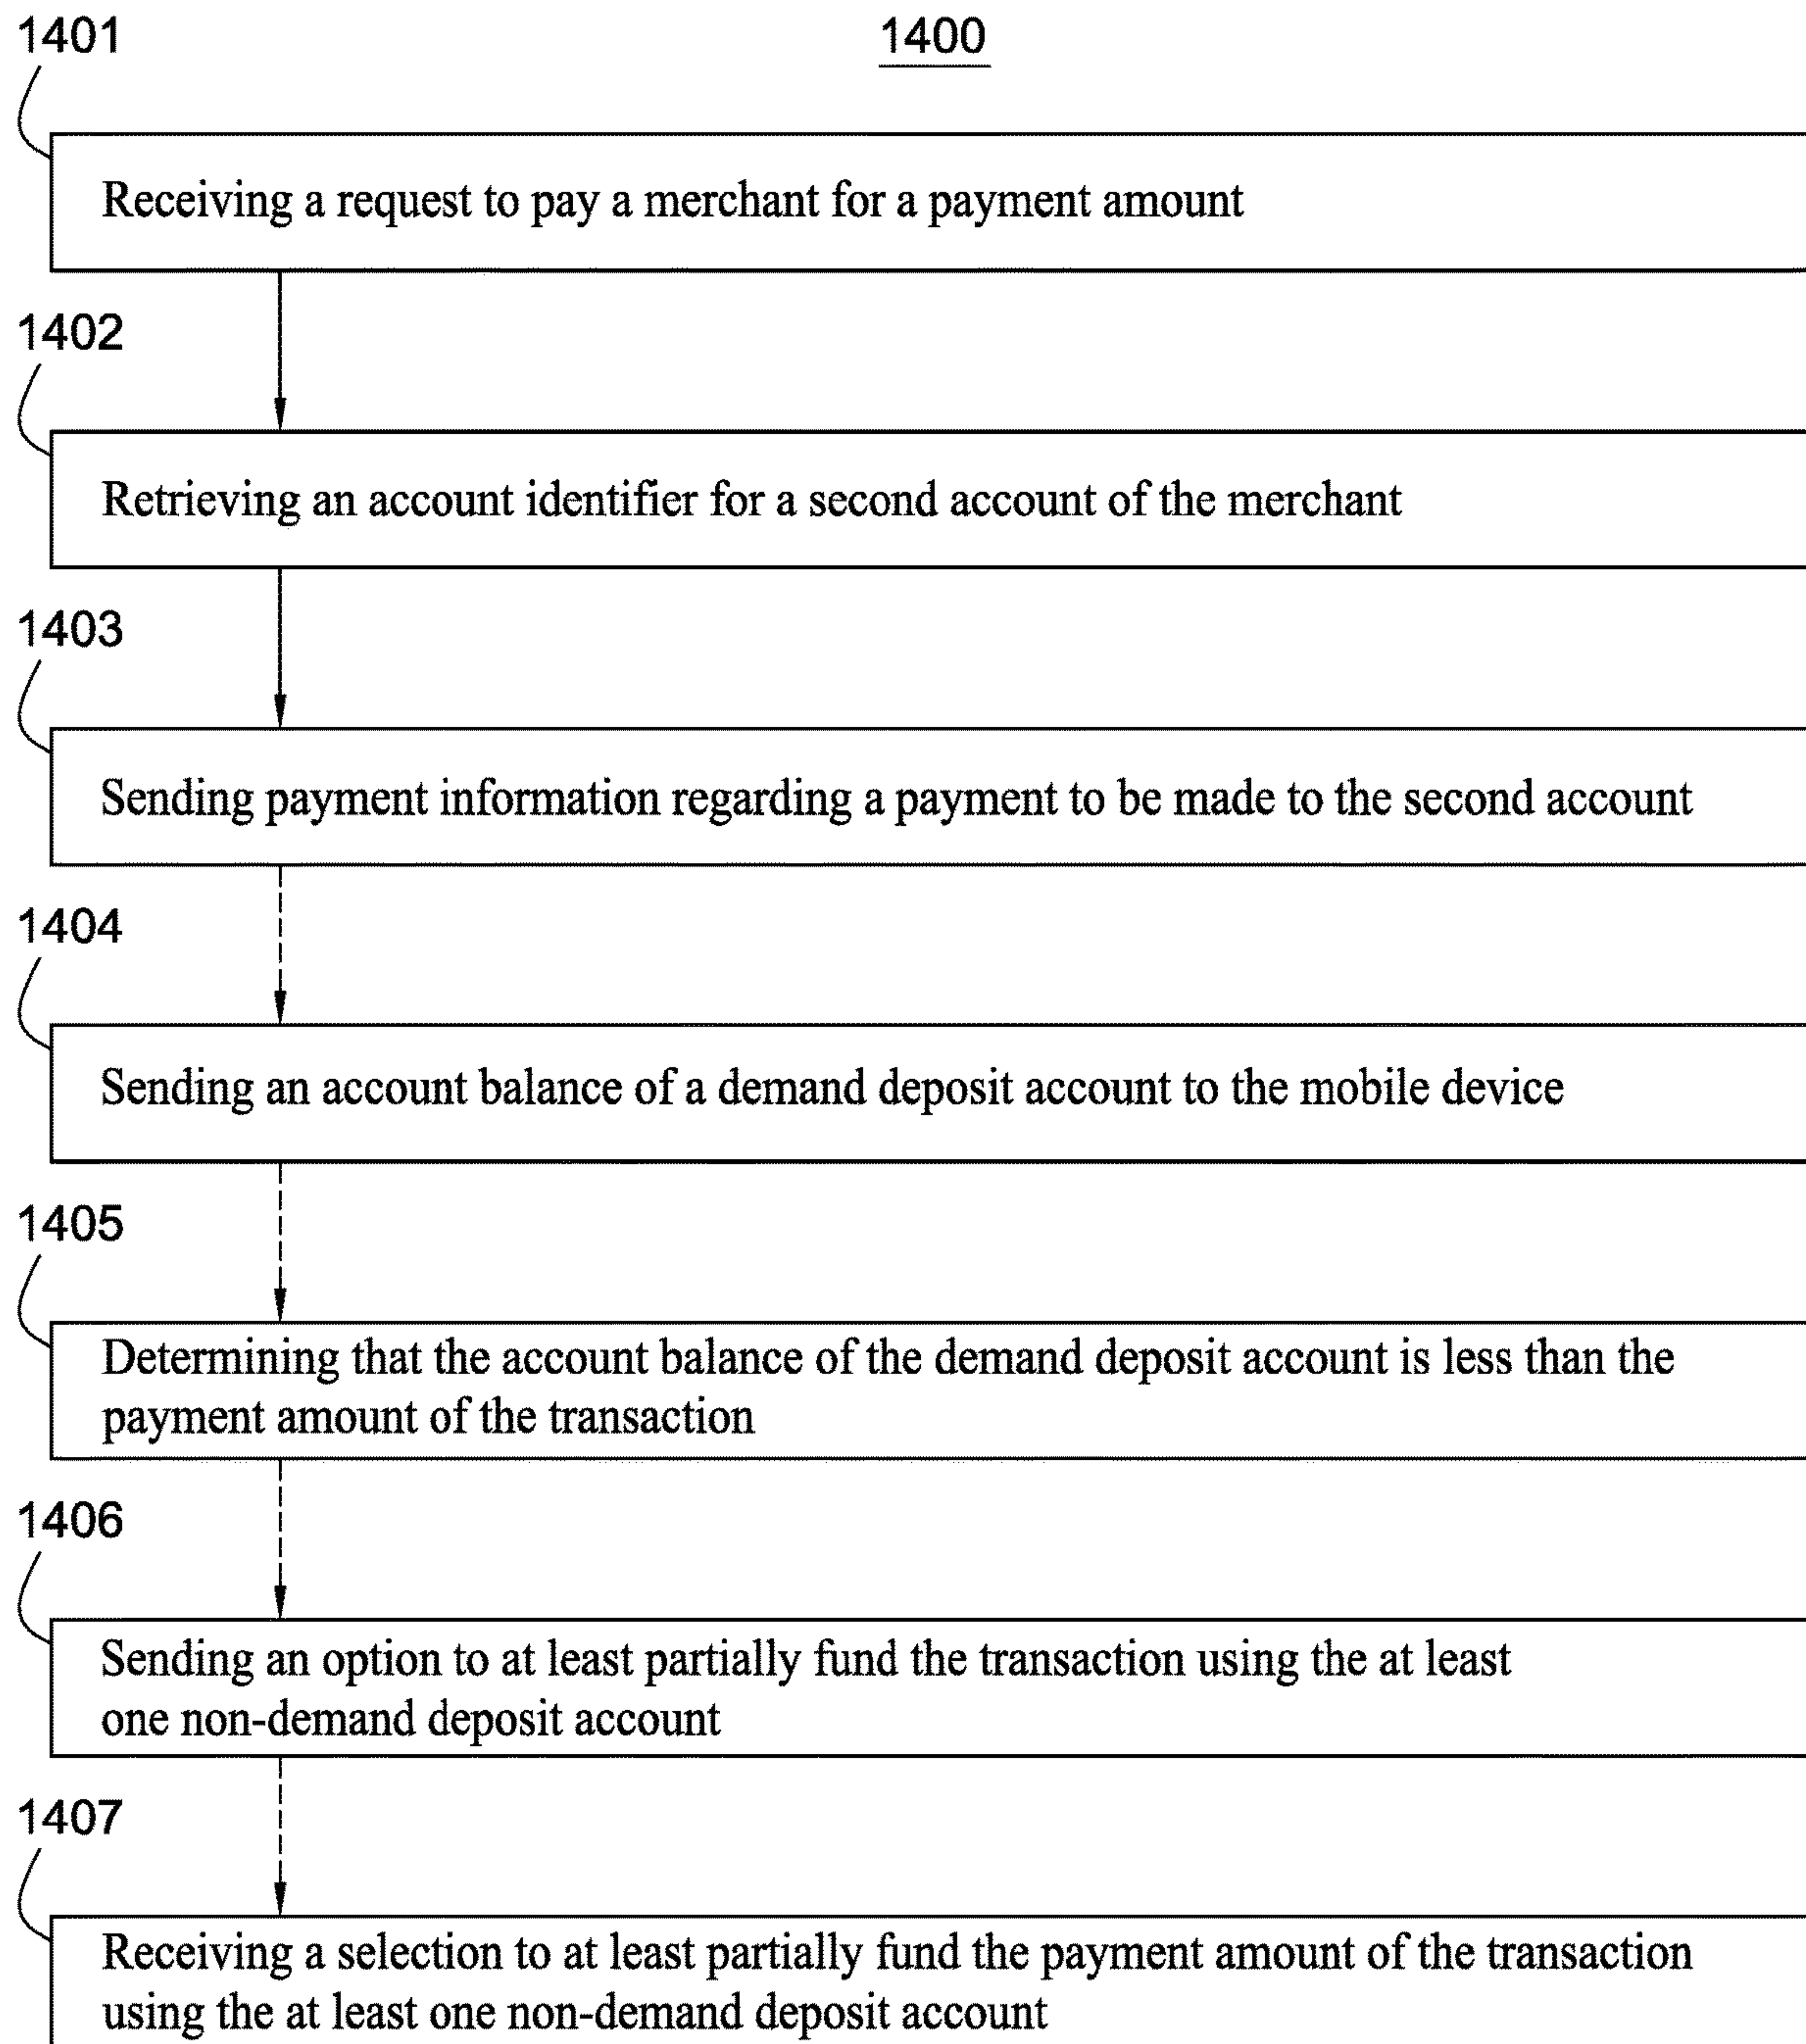 1401
1400
Receiving a request to pay a merchant for a payment amount
1402
Retrieving an account identifier for a second account of the merchant
1403
Sending payment information regarding a payment to be made to the second account
1404
Sending an account balance of a demand deposit account to the mobile device
1405
Determining that the account balance of the demand deposit account is less than the
payment amount of the transaction
1406
Sending an option to at least partially fund the transaction using the at least
one non-demand deposit account
1407
Receiving a selection to at least partially fund the payment amount of the transaction
using the at least one non-demand deposit account